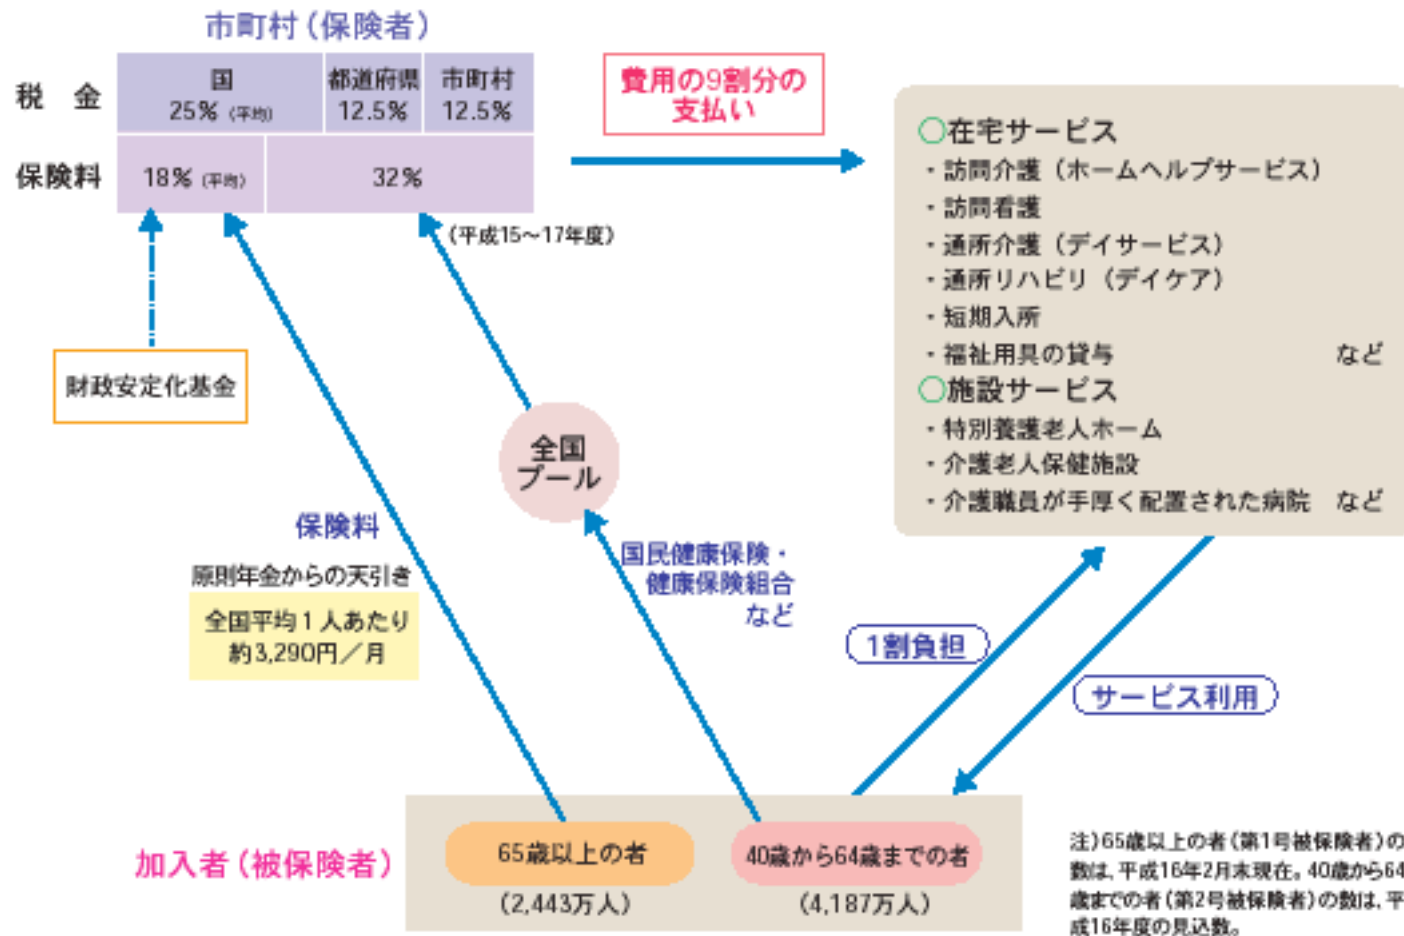 市町村（保険者）
税　金
国
25%（平均）
都道府県
12.5%
市町村
12.5%
保険料
18%（平均）
32%
（平成15～17年度）
費用の9割分の
支払い
○在宅サービス
・訪問介護（ホームヘルプサービス）
・訪問看護
・通所介護（デイサービス）
・通所リハビリ（デイケア）
・短期入所
・福祉用具の貸与　など
○施設サービス
・特別養護老人ホーム
・介護老人保健施設
・介護職員が手厚く配置された病院　など
財政安定化基金
全国
プール
保険料
原則年金からの天引き
全国平均１人あたり
約3,290円／月
国民健康保険・
健康保険組合
など
1割負担
サービス利用
加入者（被保険者）
65歳以上の者
（2,443万人）
40歳から64歳までの者
（4,187万人）
注）65歳以上の者（第1号被保険者）の
数は、平成16年2月末現在。40歳から64
歳までの者（第2号被保険者）の数は、平
成16年度の見込数。